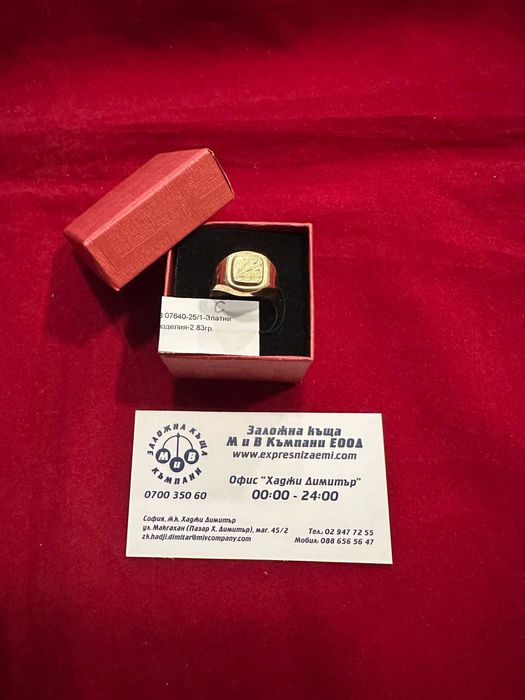 С
:07640-25/1-Златни
зделия-2.83гр.
ЗАЛОЖНА КЪЩА
М и В
КЪМПАНИ
0700 350 60
Заложна къща
М и В Къмпани ЕООД
www.expresnizaemi.com
Офис "Хаджи Димитър"
00:00 - 24:00
София, ж.к. Хаджи Димитър
ул. Макгахан (Пазар Х. Димитър), маг. 45/2
zk.hadji.dimitar@mivcompany.com
Тел.: 02 947 72 55
Мобил.: 088 656 56 47